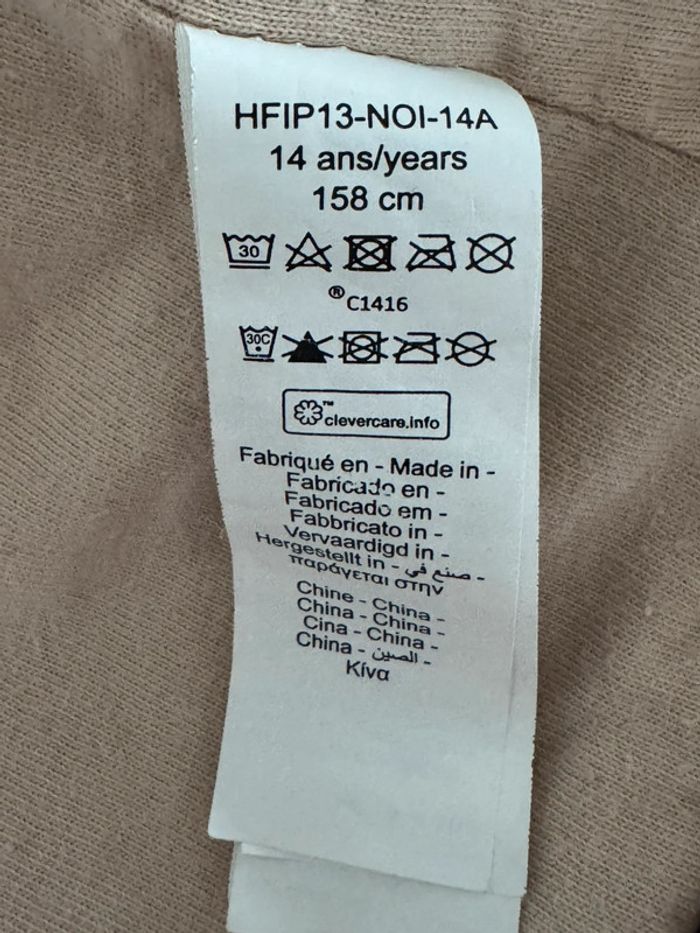 HFIP13-NOI-14A
14 ans/years
158 cm
30
®C1416
30C
™clevercare.info
Fabriqué en - Made in -
Fabricado en -
Fabricado em -
Fabbricato in -
Vervaardigd in -
Hergestellt in - صنع في -
παράγεται στην
Chine - China -
China - China -
Cina - China -
China - الصين -
Κίνα